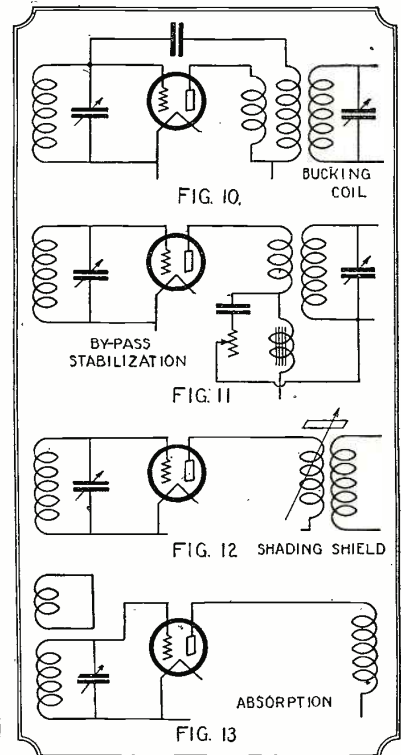 FIG. 10.
BUCKING
COIL
BY-PASS
STABILIZATION
FIG. 11
FIG. 12
SHADING SHIELD
ABSORPTION
FIG. 13